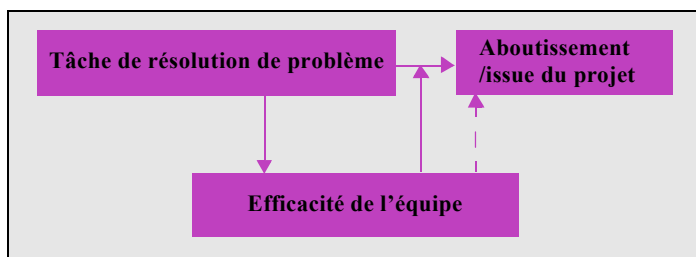 Tâche de résolution de problème
Aboutissement
/issue du projet
Efficacité de l’équipe